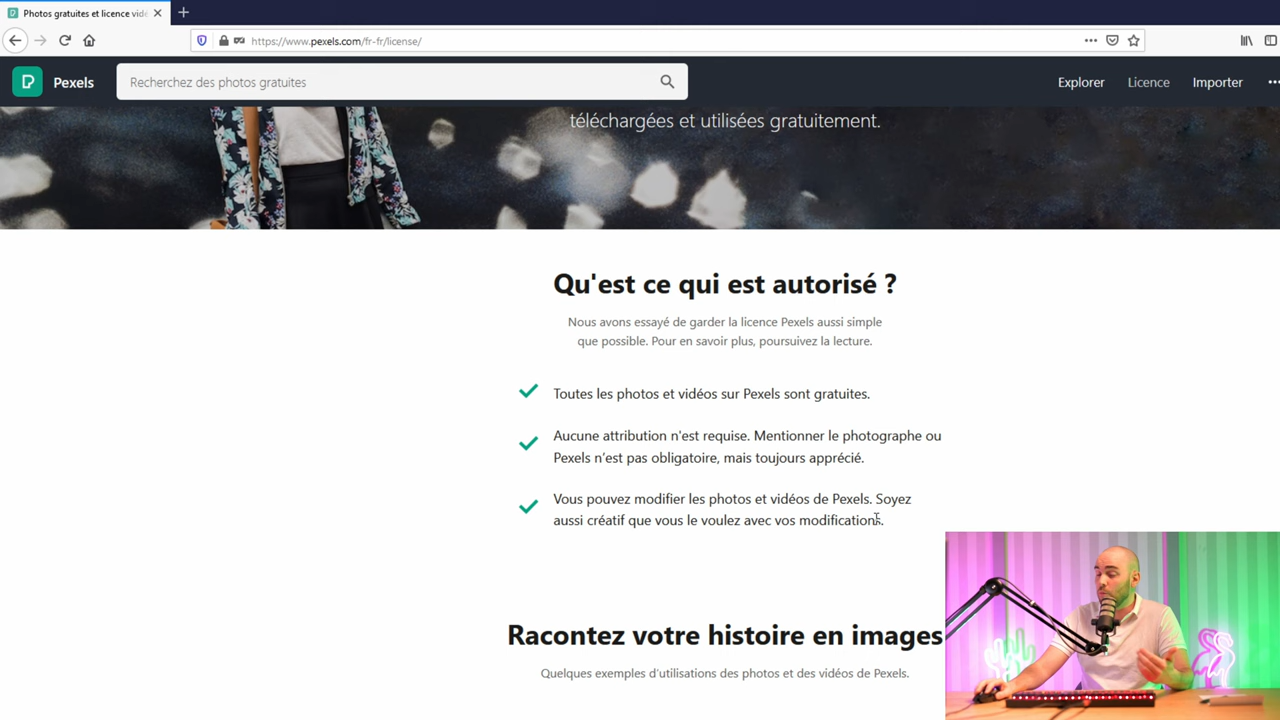 Photos gratuites et licence vidé
https://www.pexels.com/fr-fr/license/
Pexels
Recherchez des photos gratuites
Explorer
Licence
Importer
téléchargées et utilisées gratuitement.
Qu'est ce qui est autorisé ?
Nous avons essayé de garder la licence Pexels aussi simple
que possible. Pour en savoir plus, poursuivez la lecture.
Toutes les photos et vidéos sur Pexels sont gratuites.
Aucune attribution n'est requise. Mentionner le photographe ou
Pexels n’est pas obligatoire, mais toujours apprécié.
Vous pouvez modifier les photos et vidéos de Pexels. Soyez
aussi créatif que vous le voulez avec vos modifications.
Racontez votre histoire en images
Quelques exemples d’utilisations des photos et des vidéos de Pexels.